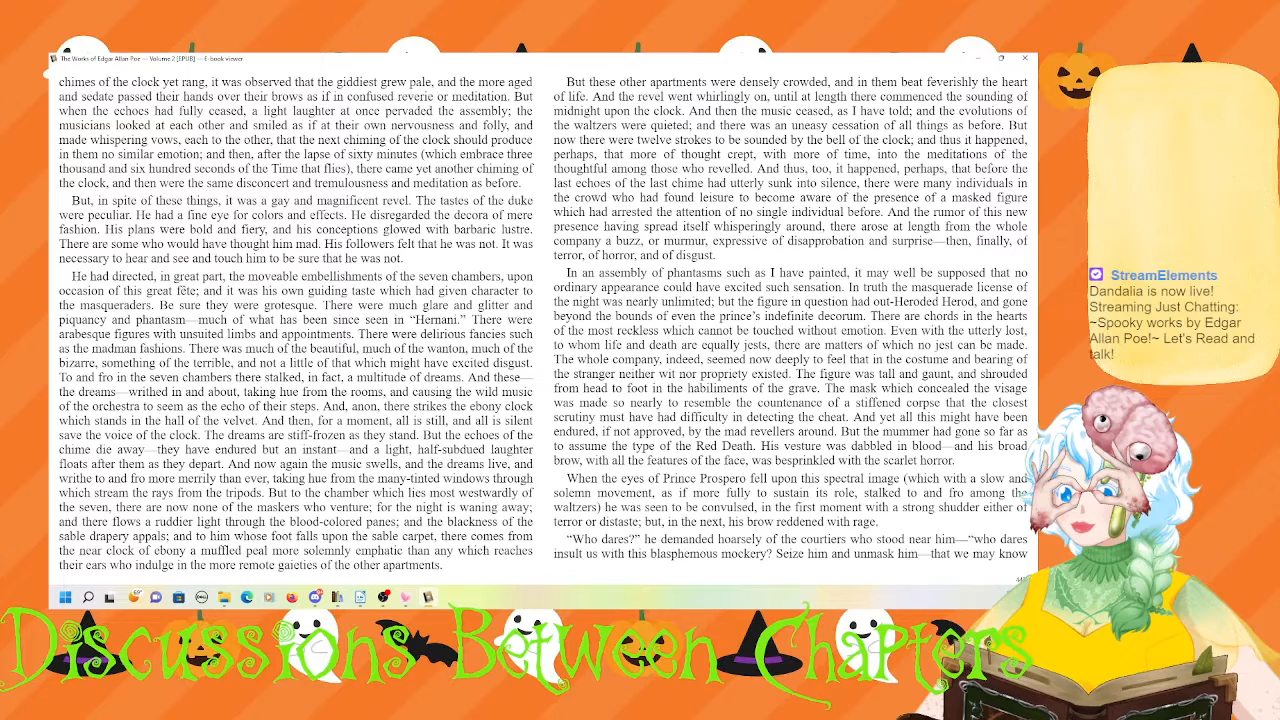 The Works of Edgar Allan Poe — Volume 2 [EPUB] — E-book viewer
chimes of the clock yet rang, it was observed that the giddiest grew pale, and the more aged
and sedate passed their hands over their brows as if in confused reverie or meditation. But
when the echoes had fully ceased, a light laughter at once pervaded the assembly; the
musicians looked at each other and smiled as if at their own nervousness and folly, and
made whispering vows, each to the other, that the next chiming of the clock should produce
in them no similar emotion; and then, after the lapse of sixty minutes (which embrace three
thousand and six hundred seconds of the Time that flies), there came yet another chiming of
the clock, and then were the same disconcert and tremulousness and meditation as before.
But, in spite of these things, it was a gay and magnificent revel. The tastes of the duke
were peculiar. He had a fine eye for colors and effects. He disregarded the decora of mere
fashion. His plans were bold and fiery, and his conceptions glowed with barbaric lustre.
There are some who would have thought him mad. His followers felt that he was not. It was
necessary to hear and see and touch him to be sure that he was not.
He had directed, in great part, the moveable embellishments of the seven chambers, upon
occasion of this great fête; and it was his own guiding taste which had given character to
the masqueraders. Be sure they were grotesque. There were much glare and glitter and
piquancy and phantasm—much of what has been since seen in “Hernani.” There were
arabesque figures with unsuited limbs and appointments. There were delirious fancies such
as the madman fashions. There was much of the beautiful, much of the wanton, much of the
bizarre, something of the terrible, and not a little of that which might have excited disgust.
To and fro in the seven chambers there stalked, in fact, a multitude of dreams. And these—
the dreams—writhed in and about, taking hue from the rooms, and causing the wild music
of the orchestra to seem as the echo of their steps. And, anon, there strikes the ebony clock
which stands in the hall of the velvet. And then, for a moment, all is still, and all is silent
save the voice of the clock. The dreams are stiff-frozen as they stand. But the echoes of the
chime die away—they have endured but an instant—and a light, half-subdued laughter
floats after them as they depart. And now again the music swells, and the dreams live, and
writhe to and fro more merrily than ever, taking hue from the many-tinted windows through
which stream the rays from the tripods. But to the chamber which lies most westwardly of
the seven, there are now none of the maskers who venture; for the night is waning away;
and there flows a ruddier light through the blood-colored panes; and the blackness of the
sable drapery appals; and to him whose foot falls upon the sable carpet, there comes from
the near clock of ebony a muffled peal more solemnly emphatic than any which reaches
their ears who indulge in the more remote gaieties of the other apartments.
But these other apartments were densely crowded, and in them beat feverishly the heart
of life. And the revel went whirlingly on, until at length there commenced the sounding of
midnight upon the clock. And then the music ceased, as I have told; and the evolutions of
the waltzers were quieted; and there was an uneasy cessation of all things as before. But
now there were twelve strokes to be sounded by the bell of the clock; and thus it happened,
perhaps, that more of thought crept, with more of time, into the meditations of the
thoughtful among those who revelled. And thus, too, it happened, perhaps, that before the
last echoes of the last chime had utterly sunk into silence, there were many individuals in
the crowd who had found leisure to become aware of the presence of a masked figure
which had arrested the attention of no single individual before. And the rumor of this new
presence having spread itself whisperingly around, there arose at length from the whole
company a buzz, or murmur, expressive of disapprobation and surprise—then, finally, of
terror, of horror, and of disgust.
In an assembly of phantasms such as I have painted, it may well be supposed that no
ordinary appearance could have excited such sensation. In truth the masquerade license of
the night was nearly unlimited; but the figure in question had out-Heroded Herod, and gone
beyond the bounds of even the prince’s indefinite decorum. There are chords in the hearts
of the most reckless which cannot be touched without emotion. Even with the utterly lost,
to whom life and death are equally jests, there are matters of which no jest can be made.
The whole company, indeed, seemed now deeply to feel that in the costume and bearing of
the stranger neither wit nor propriety existed. The figure was tall and gaunt, and shrouded
from head to foot in the habiliments of the grave. The mask which concealed the visage
was made so nearly to resemble the countenance of a stiffened corpse that the closest
scrutiny must have had difficulty in detecting the cheat. And yet all this might have been
endured, if not approved, by the mad revellers around. But the mummer had gone so far as
to assume the type of the Red Death. His vesture was dabbled in blood—and his broad
brow, with all the features of the face, was besprinkled with the scarlet horror.
When the eyes of Prince Prospero fell upon this spectral image (which with a slow and
solemn movement, as if more fully to sustain its role, stalked to and fro among the
waltzers) he was seen to be convulsed, in the first moment with a strong shudder either of
terror or distaste; but, in the next, his brow reddened with rage.
“Who dares?” he demanded hoarsely of the courtiers who stood near him—“who dares
insult us with this blasphemous mockery? Seize him and unmask him—that we may know
StreamElements
Dandalia is now live!
Streaming Just Chatting:
~Spooky works by Edgar
Allan Poe!~ Let's Read and
talk!
Discussions Between Chapters